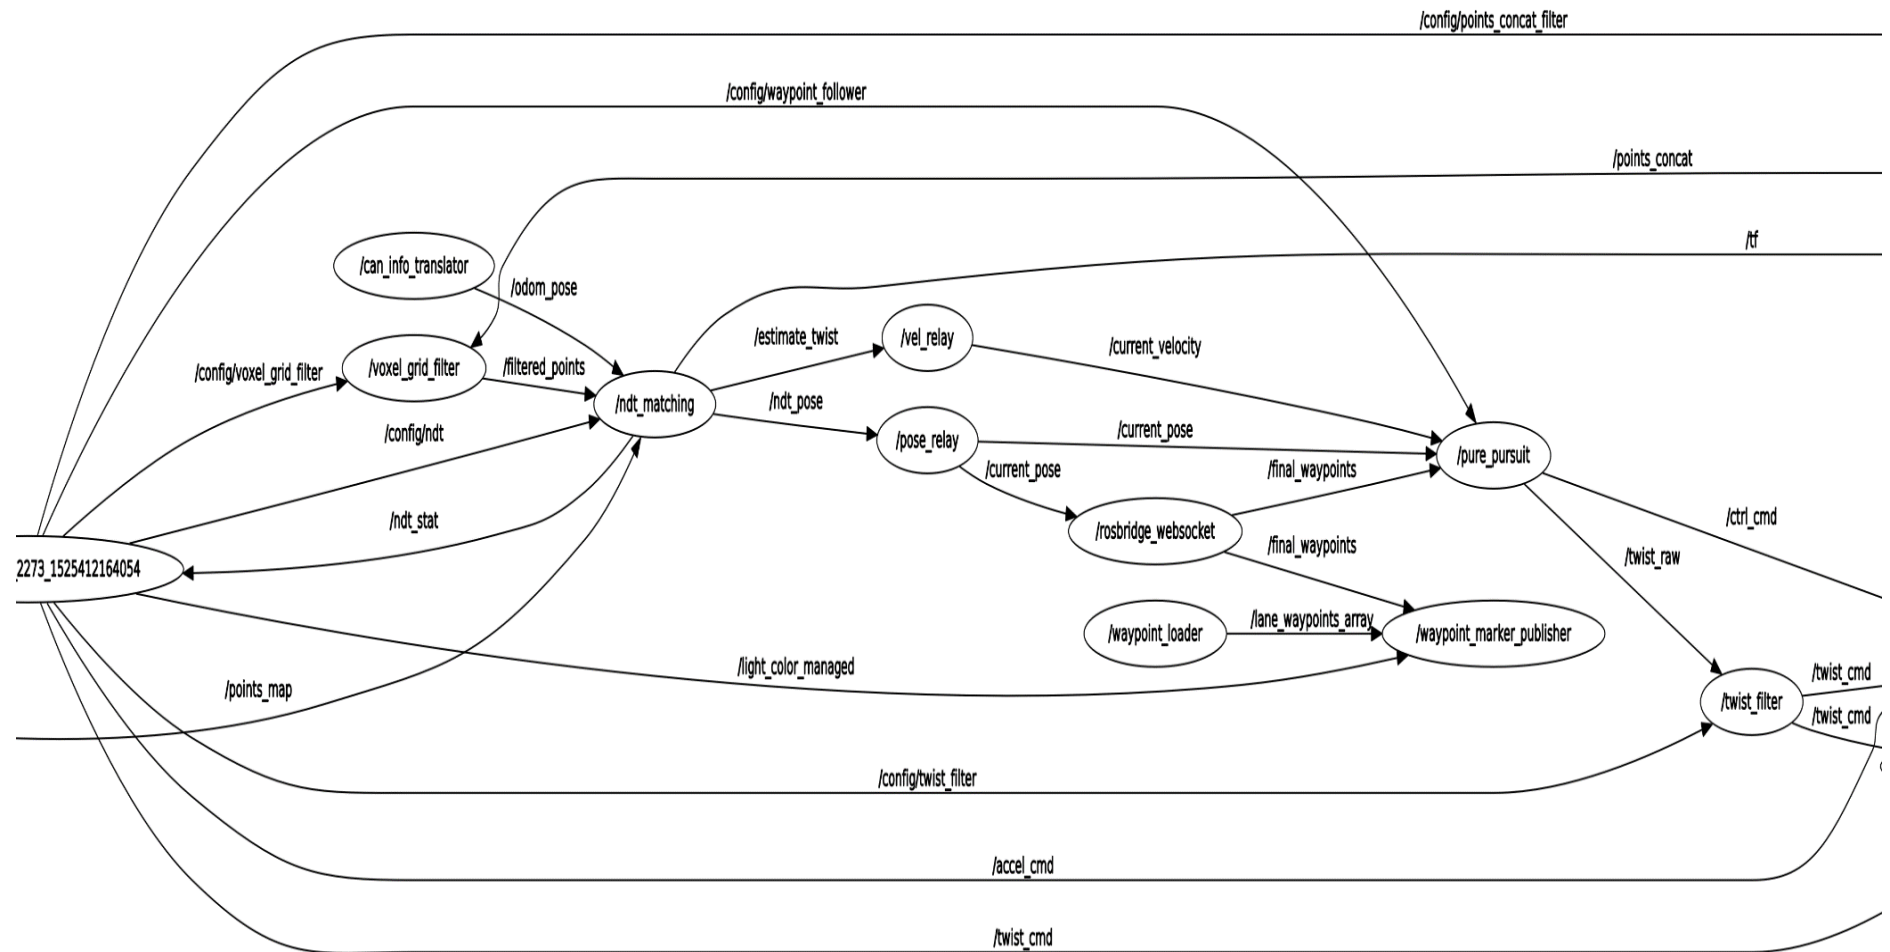 /config/points_concat_filter
/config/waypoint_follower
/points_concat
/tf
/can_info_translator
/odom_pose
/estimate_twist
/vel_relay
/current_velocity
/config/voxel_grid_filter
/voxel_grid_filter
/filtered_points
/ndt_matching
/ndt_pose
/config/ndt
/pose_relay
/current_pose
/current_pose
/final_waypoints
/pure_pursuit
/ndt_stat
/rosbridge_websocket
/ctrl_cmd
/final_waypoints
/twist_raw
_2273_1525412164054
/waypoint_loader
/lane_waypoints_array
/waypoint_marker_publisher
/light_color_managed
/points_map
/twist_cmd
/twist_filter
/twist_cmd
/config/twist_filter
/accel_cmd
/twist_cmd